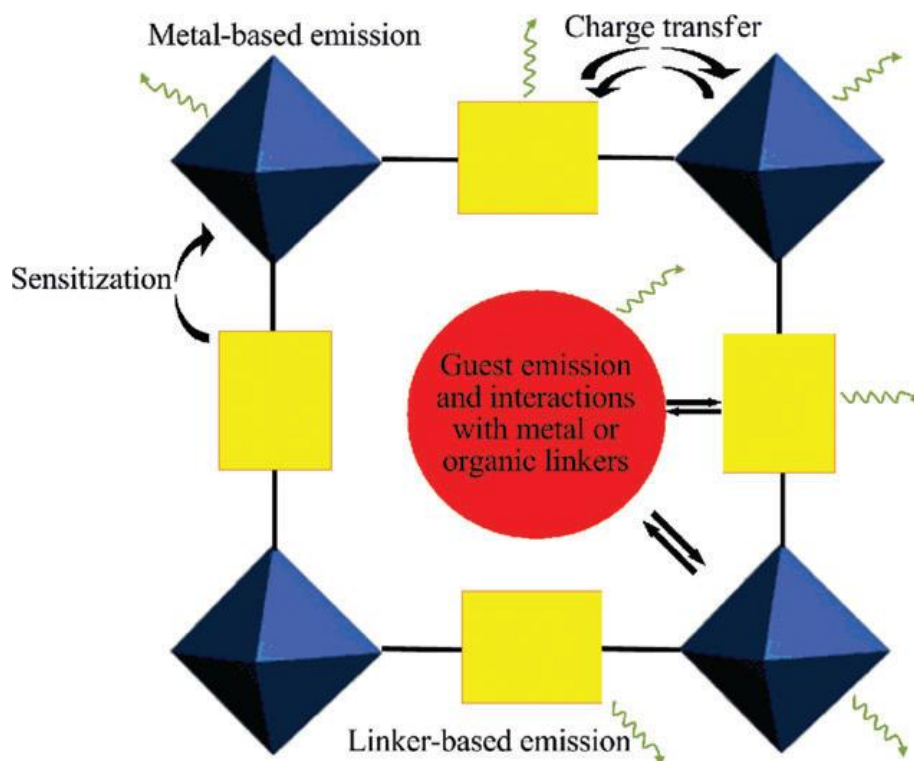 Metal-based emission
Charge transfer
Sensitization
Guest emission
and interactions
with metal or
organic linkers
Linker-based emission